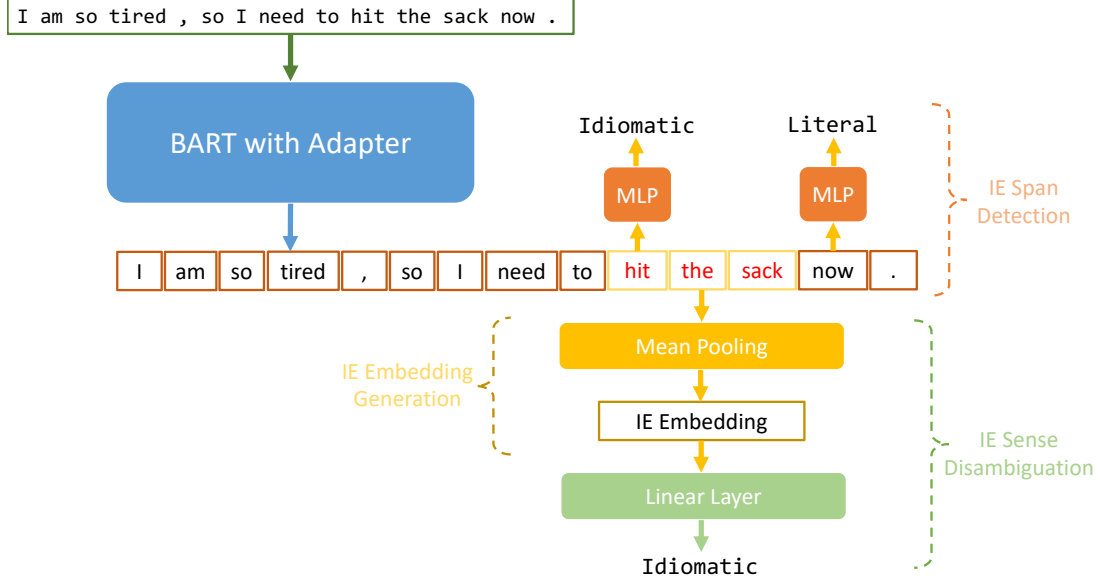 I am so tired , so I need to hit the sack now .
BART with Adapter
Idiomatic
Literal
MLP
MLP
IE Span
Detection
I am so tired , so I need to hit the sack now .
Mean Pooling
IE Embedding
Generation
IE Embedding
IE Sense
Disambiguation
Linear Layer
Idiomatic